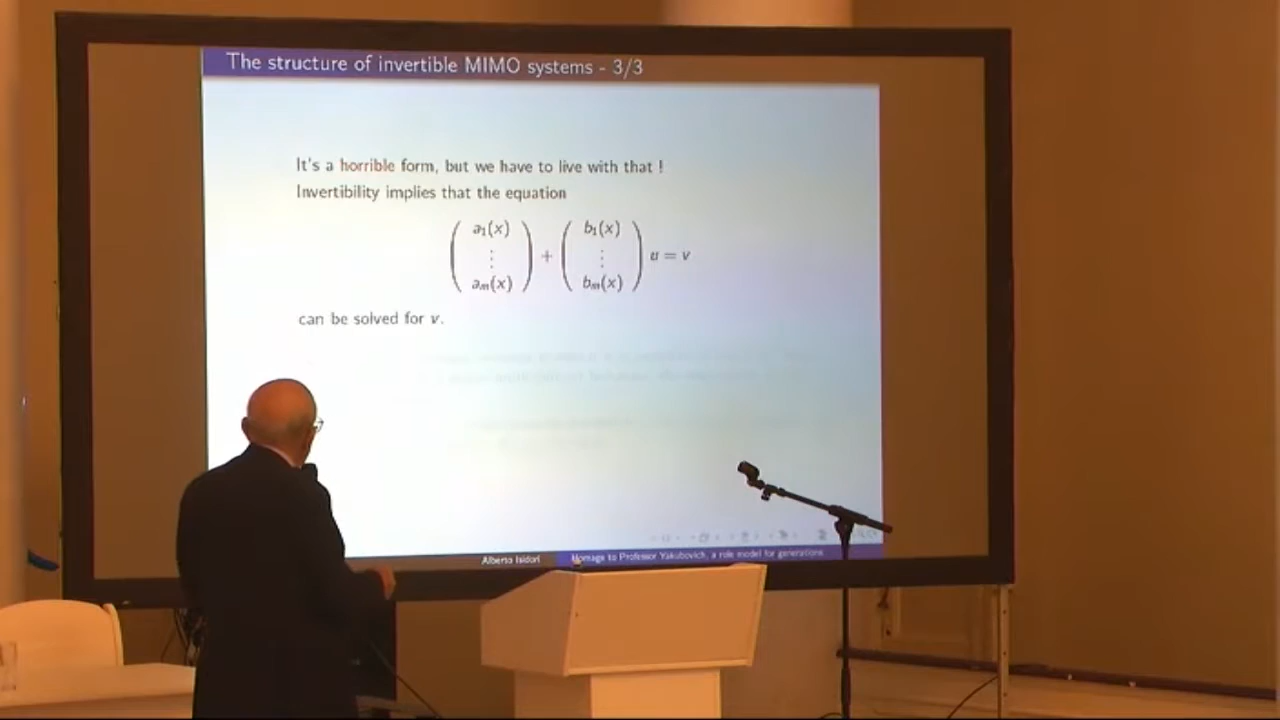 The structure of invertible MIMO systems - 3/3
It's a horrible form, but we have to live with that !
Invertibility implies that the equation
( a₁(x) ⋮ aₘ(x) ) + ( b₁(x) ⋮ bₘ(x) ) u = v
can be solved for v.
Alberto Isidori Homage to Professor Yakubovich, a role model for generations